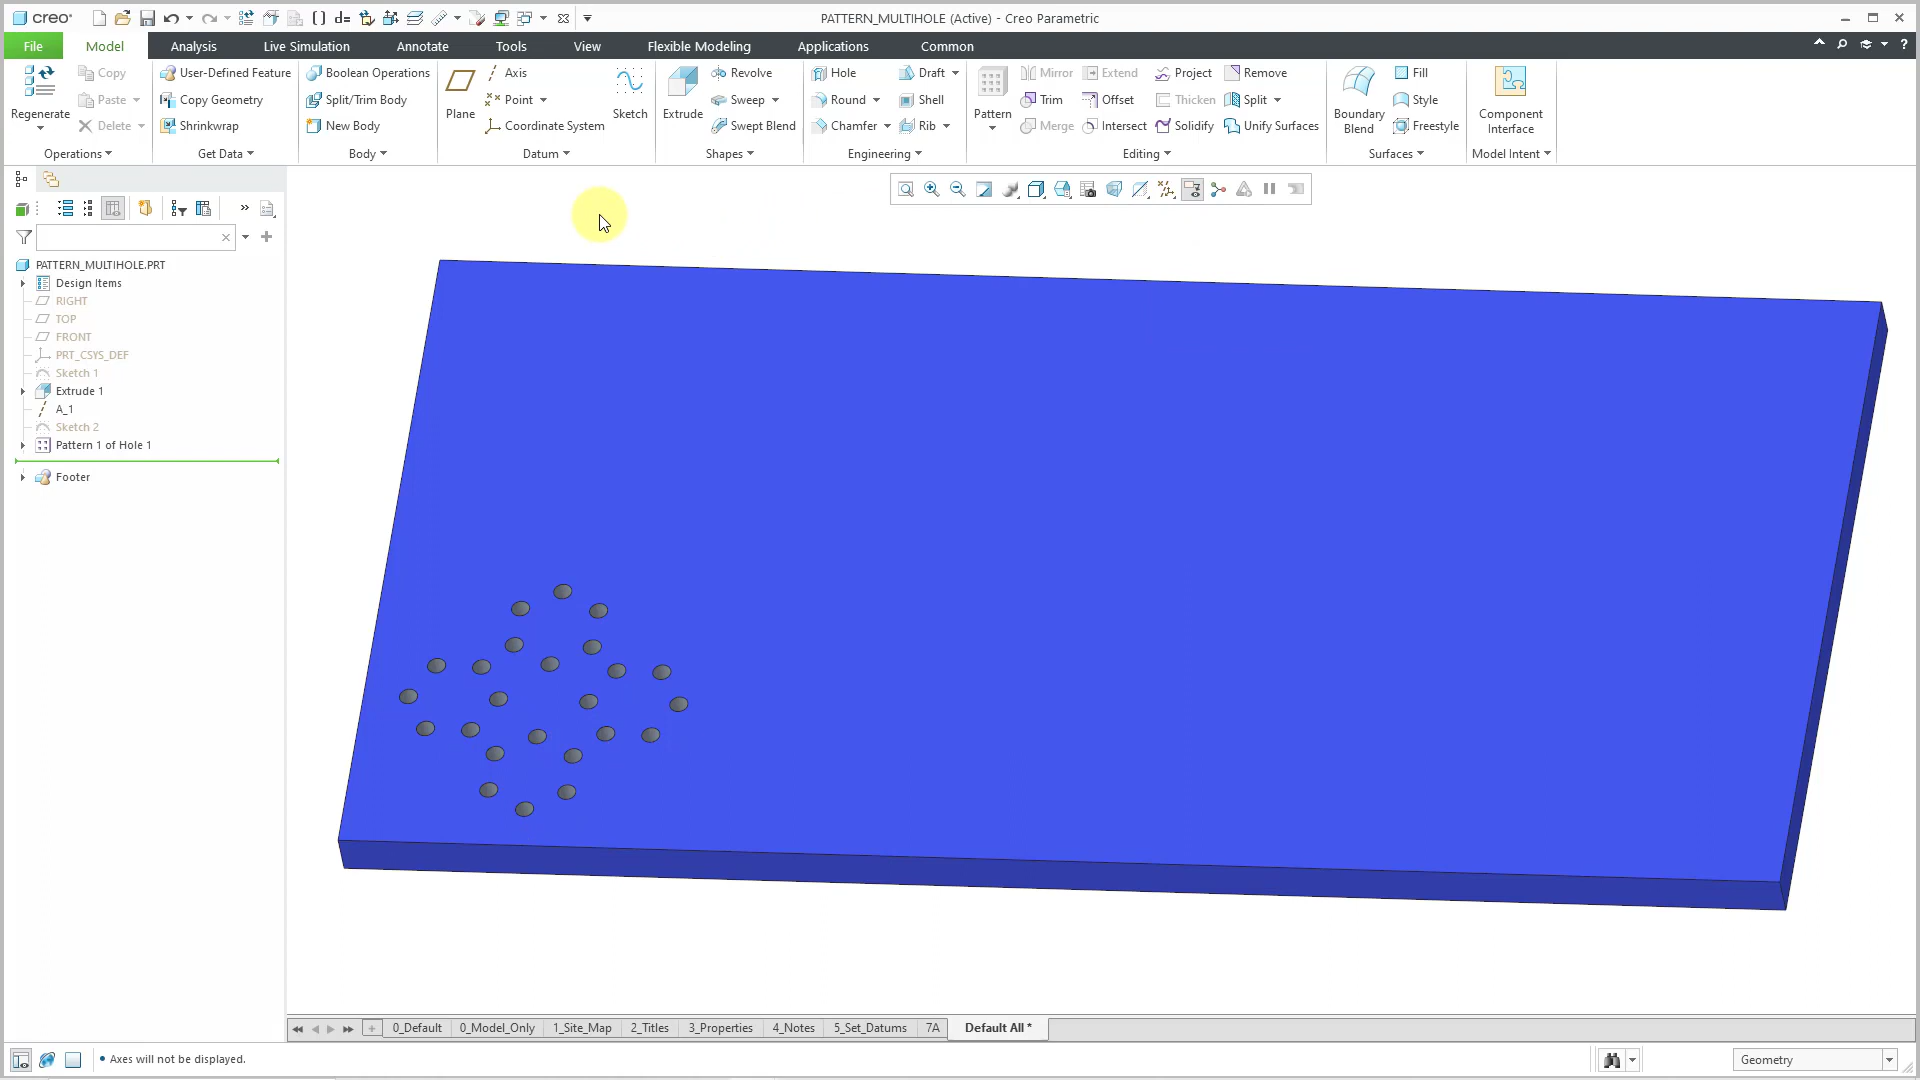 creo
PATTERN_MULTIHOLE (Active) - Creo Parametric
File Model Analysis Live Simulation Annotate Tools View Flexible Modeling Applications Common
Regenerate
Copy
Paste
Delete
Operations
User-Defined Feature
Copy Geometry
Shrinkwrap
Get Data
Boolean Operations
Split/Trim Body
New Body
Body
Plane
Axis
Point
Coordinate System
Sketch
Datum
Extrude
Revolve
Sweep
Swept Blend
Shapes
Hole
Round
Chamfer
Draft
Shell
Rib
Engineering
Pattern
Mirror
Trim
Merge
Extend
Offset
Intersect
Project
Thicken
Solidify
Remove
Split
Unify Surfaces
Editing
Boundary
Blend
Fill
Style
Freestyle
Surfaces
Component
Interface
Model Intent
PATTERN_MULTIHOLE.PRT
Design Items
RIGHT
TOP
FRONT
PRT_CSYS_DEF
Sketch 1
Extrude 1
A_1
Sketch 2
Pattern 1 of Hole 1
Footer
0_Default 0_Model_Only 1_Site_Map 2_Titles 3_Properties 4_Notes 5_Set_Datums 7A Default All *
• Axes will not be displayed.
Geometry